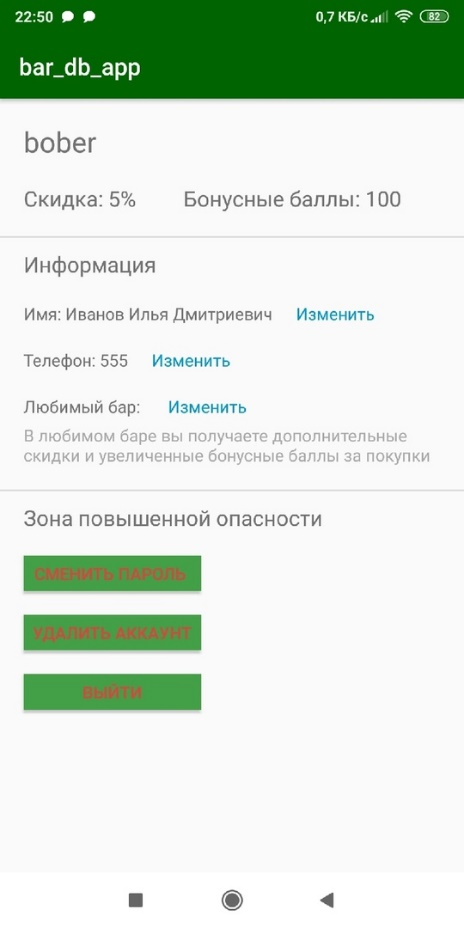 22:50 0,7 КБ/с 82
bar_db_app
bober
Скидка: 5% Бонусные баллы: 100
Информация
Имя: Иванов Илья Дмитриевич Изменить
Телефон: 555 Изменить
Любимый бар: Изменить
В любимом баре вы получаете дополнительные
скидки и увеличенные бонусные баллы за покупки
Зона повышенной опасности
СМЕНИТЬ ПАРОЛЬ
УДАЛИТЬ АККАУНТ
ВЫЙТИ